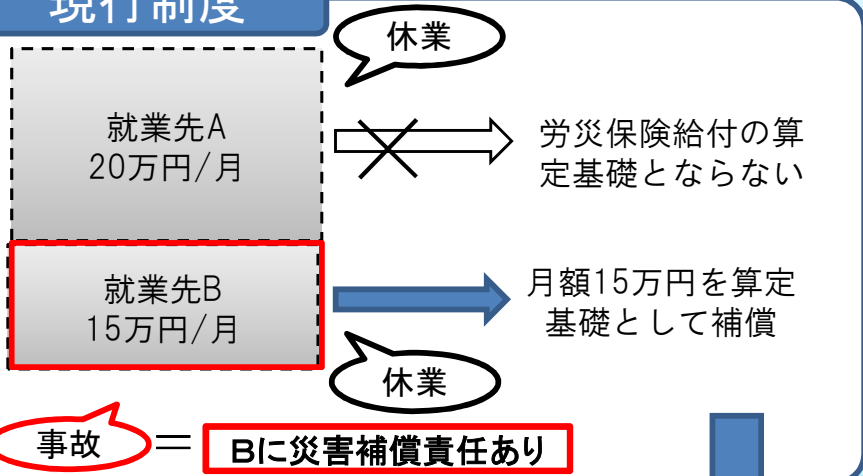 現行制度
休業
就業先A
20万円/月
労災保険給付の算
定基礎とならない
就業先B
15万円/月
月額15万円を算定
基礎として補償
休業
事故
＝
Bに災害補償責任あり